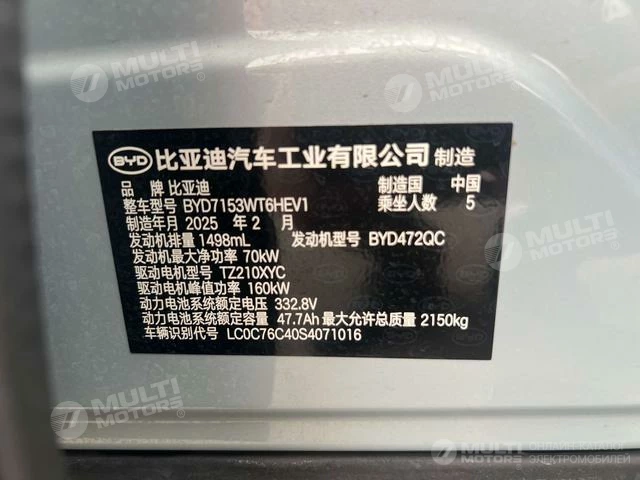 BYD 比亚迪汽车工业有限公司 制造
品 牌 比亚迪 制造国 中国
整车型号 BYD7153WT6HEV1 乘坐人数 5
制造年月 2025 年 2 月
发动机排量 1498mL 发动机型号 BYD472QC
发动机最大净功率 70kW
驱动电机型号 TZ210XYC
驱动电机峰值功率 160kW
动力电池系统额定电压 332.8V
动力电池系统额定容量 47.7Ah 最大允许总质量 2150kg
车辆识别代号 LC0C76C40S4071016
MULTI MOTORS
MULTI MOTORS
MULTI MOTORS
MULTI MOTORS
MULTI MOTORS
ОНЛАЙН-КАТАЛОГ
ЭЛЕКТРОМОБИЛЕЙ